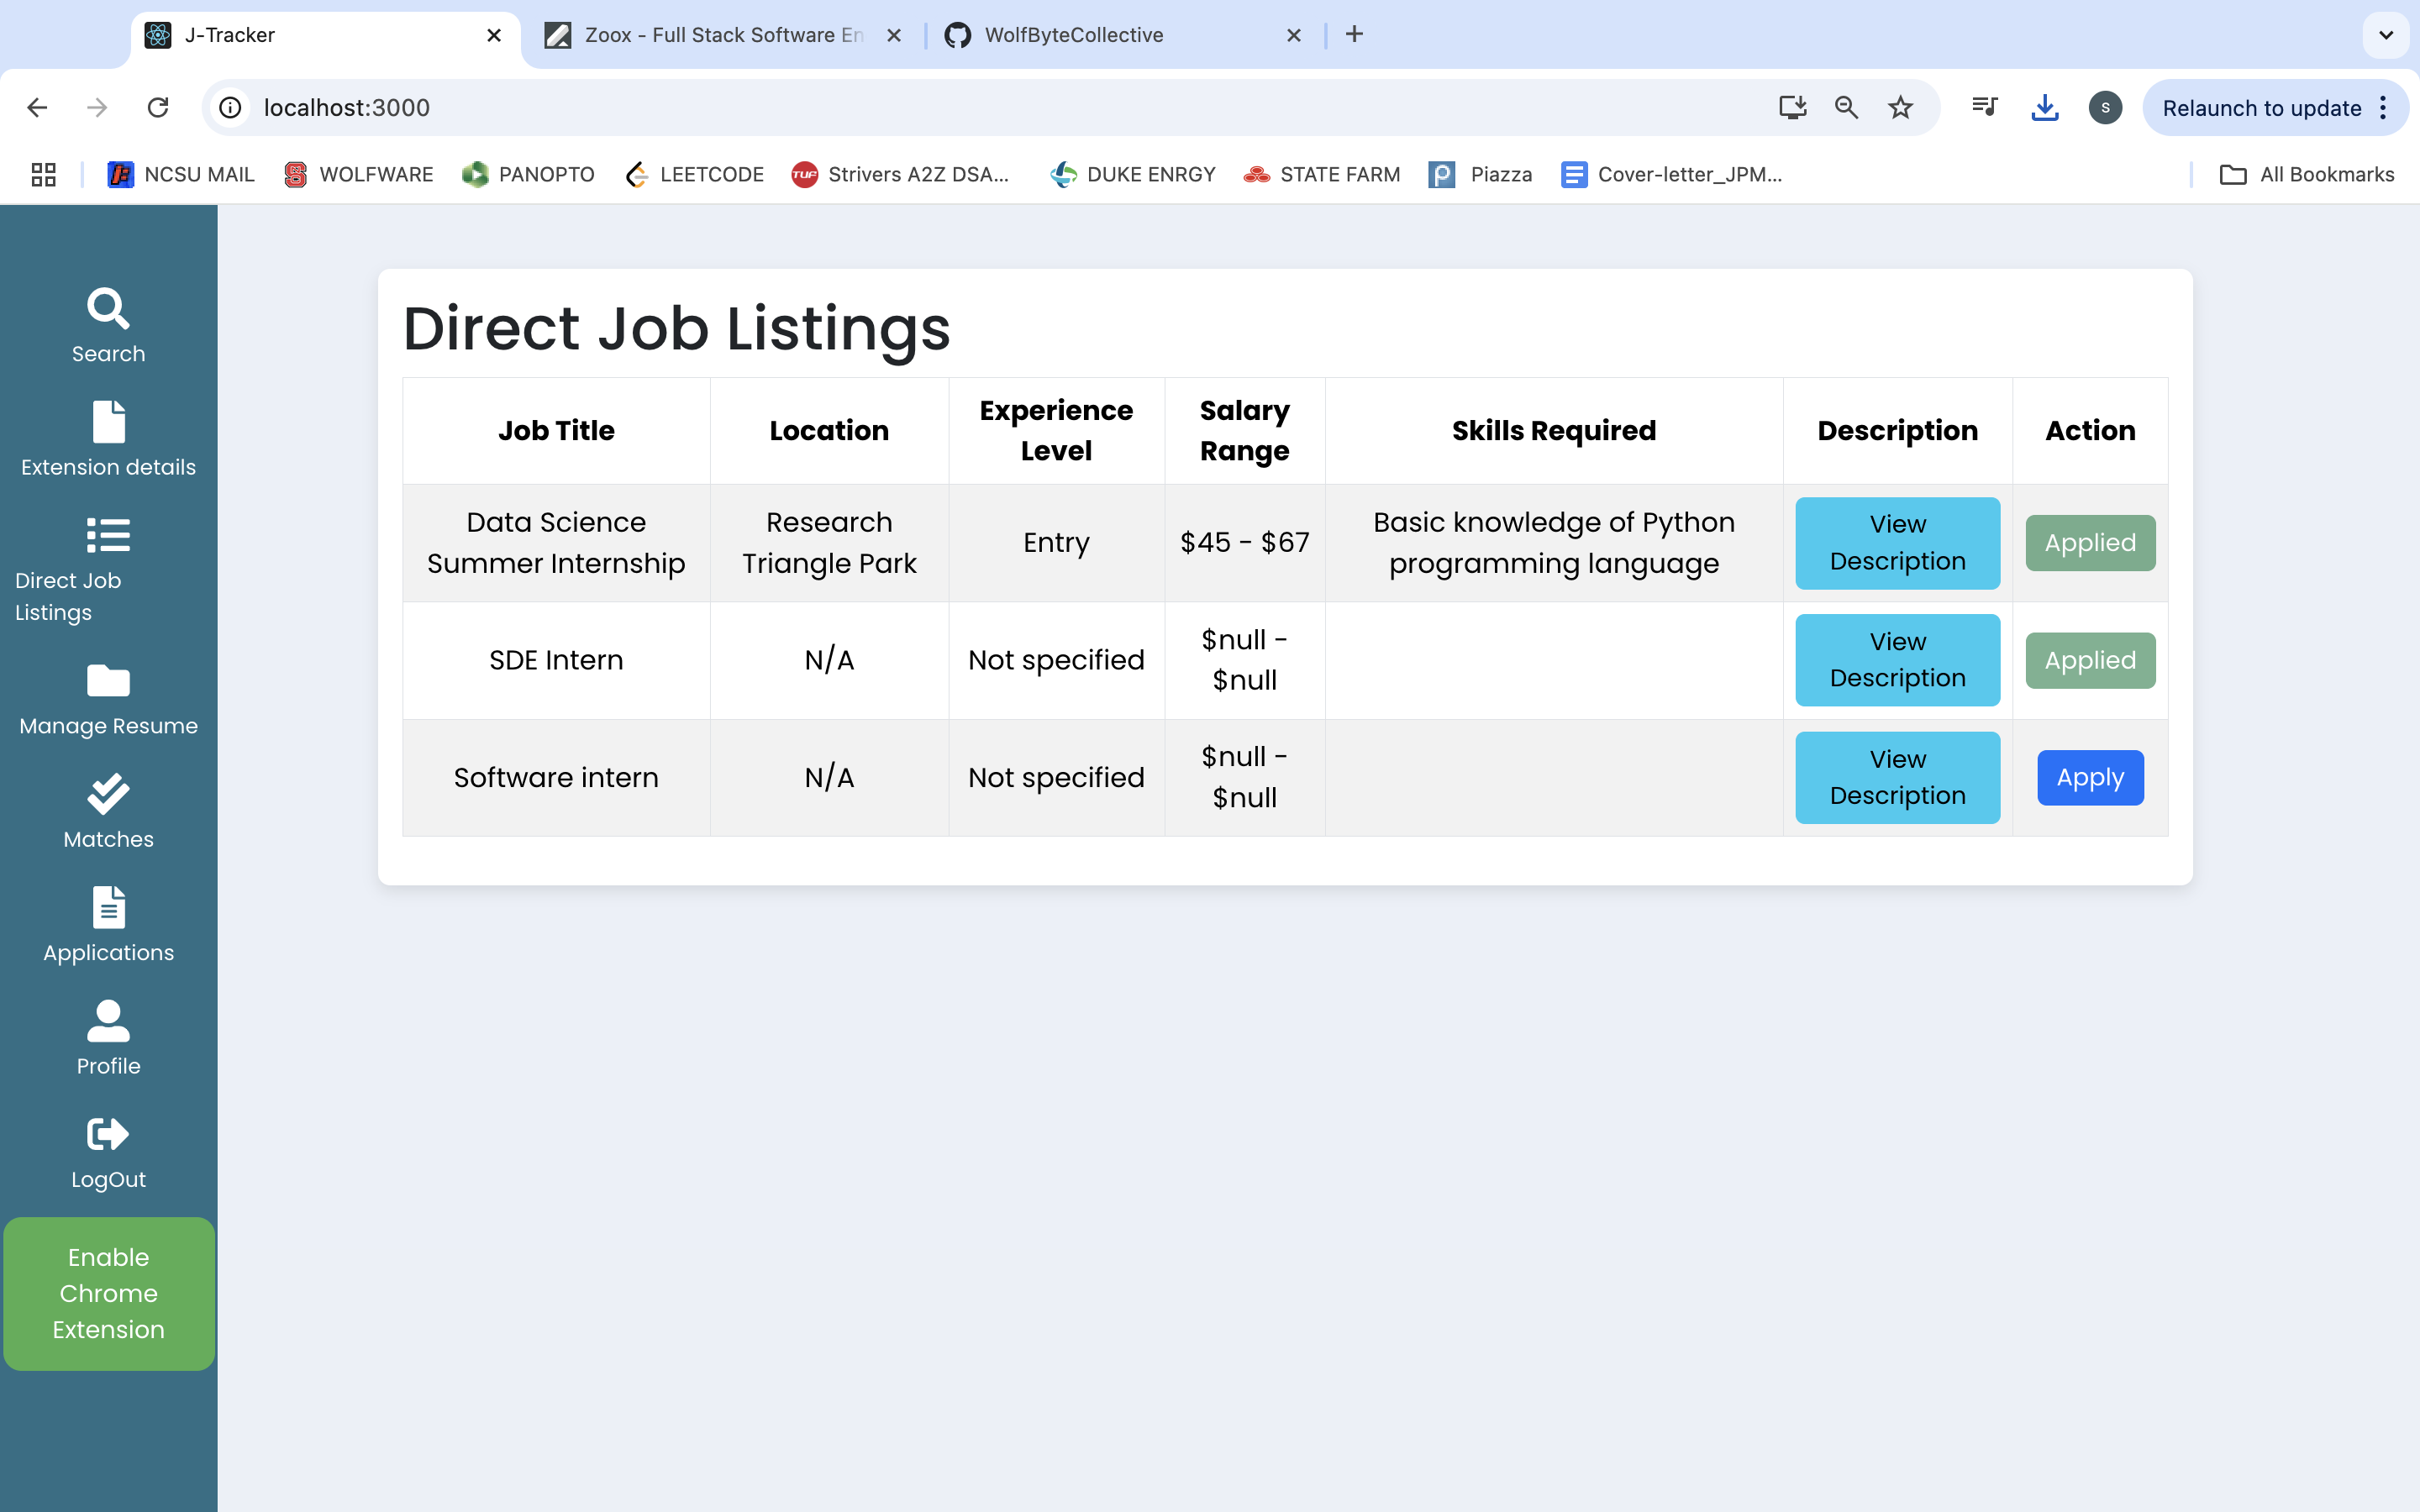 J-Tracker
Zoox - Full Stack Software En
WolfByteCollective
localhost:3000
S
Relaunch to update
NCSU MAIL
WOLFWARE
PANOPTO
LEETCODE
TUF
Strivers A2Z DSA...
DUKE ENRGY
STATE FARM
Piazza
Cover-letter_JPM...
All Bookmarks
Search
Extension details
Direct Job
Listings
Manage Resume
Matches
Applications
Profile
LogOut
Enable
Chrome
Extension
Direct Job Listings
Job Title
Location
Experience
Level
Salary
Range
Skills Required
Description
Action
Data Science
Summer Internship
Research
Triangle Park
Entry
$45 - $67
Basic knowledge of Python
programming language
View
Description
Applied
SDE Intern
N/A
Not specified
$null -
$null
View
Description
Applied
Software intern
N/A
Not specified
$null -
$null
View
Description
Apply